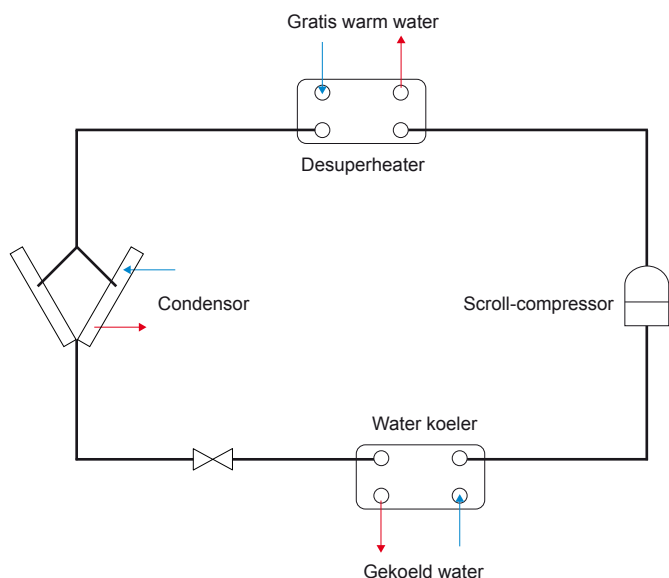 Gratis warm water
Desuperheater
Condensor
Scroll-compressor
Water koeler
Gekoeld water